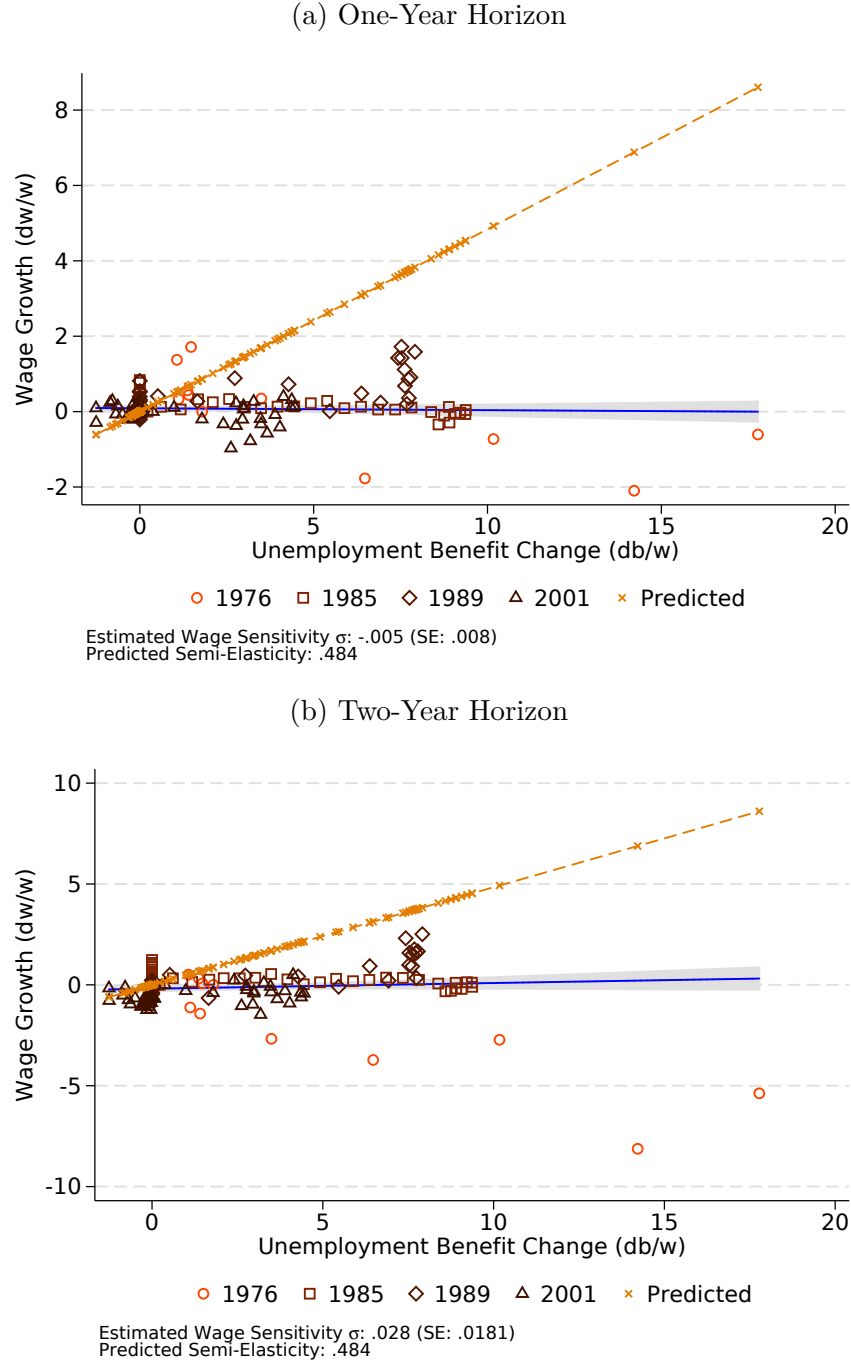 (a) One-Year Horizon
Wage Growth (dw/w)
8
6
4
2
0
-2
0 5 10 15 20
Unemployment Benefit Change (db/w)
1976 1985 1989 2001 Predicted
Estimated Wage Sensitivity σ: -.005 (SE: .008)
Predicted Semi-Elasticity: .484
(b) Two-Year Horizon
Wage Growth (dw/w)
10
5
0
-5
-10
0 5 10 15 20
Unemployment Benefit Change (db/w)
1976 1985 1989 2001 Predicted
Estimated Wage Sensitivity σ: .028 (SE: .0181)
Predicted Semi-Elasticity: .484